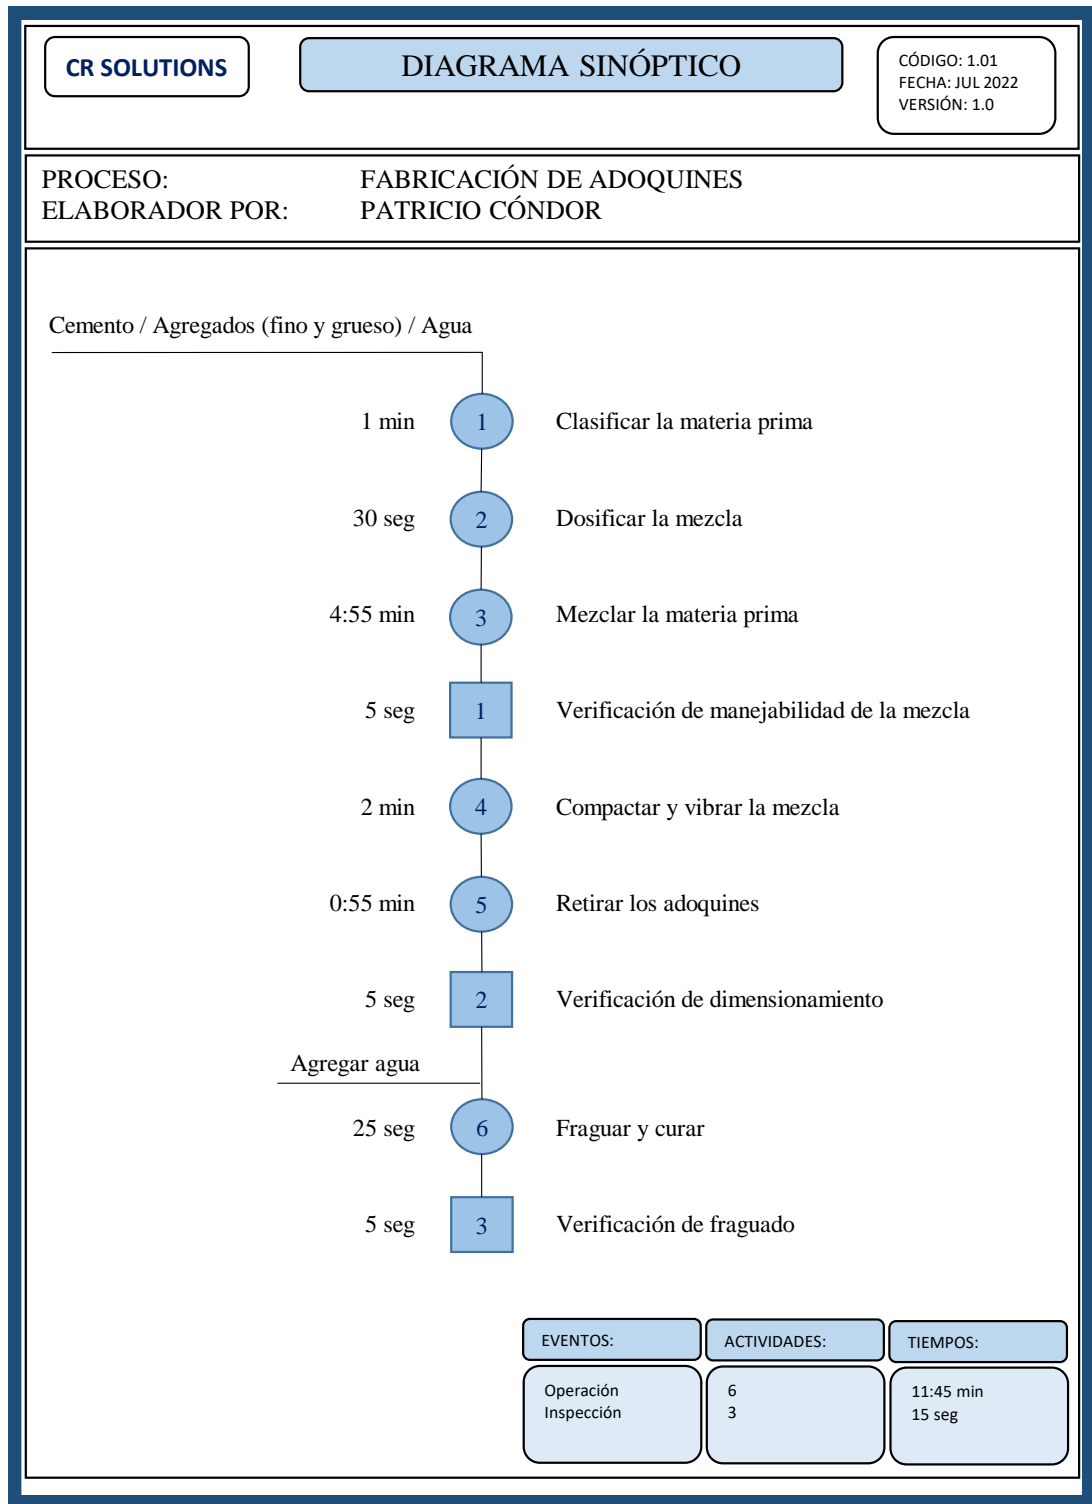 CR SOLUTIONS
DIAGRAMA SINÓPTICO
CÓDIGO: 1.01
FECHA: JUL 2022
VERSIÓN: 1.0
PROCESO: FABRICACIÓN DE ADOQUINES
ELABORADOR POR: PATRICIO CÓNDOR
Cemento / Agregados (fino y grueso) / Agua
1 min 1 Clasificar la materia prima
30 seg 2 Dosificar la mezcla
4:55 min 3 Mezclar la materia prima
5 seg 1 Verificación de manejabilidad de la mezcla
2 min 4 Compactar y vibrar la mezcla
0:55 min 5 Retirar los adoquines
5 seg 2 Verificación de dimensionamiento
Agregar agua
25 seg 6 Fraguar y curar
5 seg 3 Verificación de fraguado
EVENTOS: ACTIVIDADES: TIEMPOS:
Operación 6 11:45 min
Inspección 3 15 seg